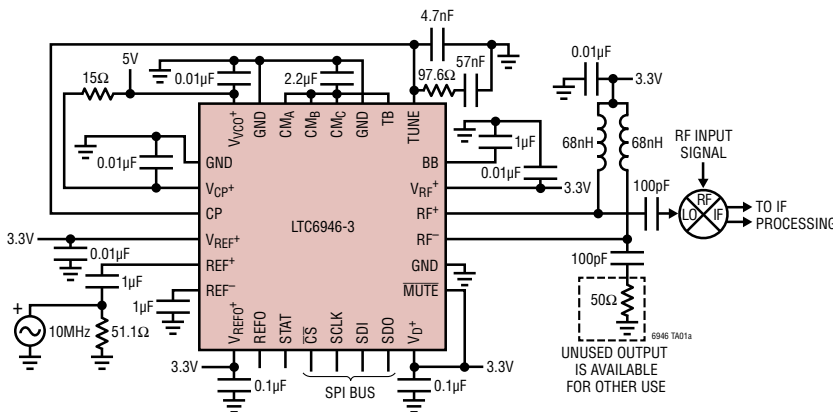 4.7nF
57nF
97.6Ω
5V
15Ω
0.01µF
2.2µF
0.01µF
3.3V
68nH
68nH
RF INPUT
SIGNAL
VVCO+
GND
CMA
CMB
CMC
GND
TB
TUNE
GND
0.01µF
VCP+
CP
BB
1µF
0.01µF
VRF+
3.3V
RF+
100pF
LO
RF
IF
TO IF
PROCESSING
LTC6946-3
3.3V
VREF+
0.01µF
RF–
REF+
1µF
100pF
GND
REF–
1µF
MUTE
10MHz
51.1Ω
+
50Ω
VREFO+
REFO
STAT
CS
SCLK
SDI
SDO
VD+
3.3V
3.3V
0.1µF
0.1µF
SPI BUS
6946 TA01a
UNUSED OUTPUT
IS AVAILABLE
FOR OTHER USE